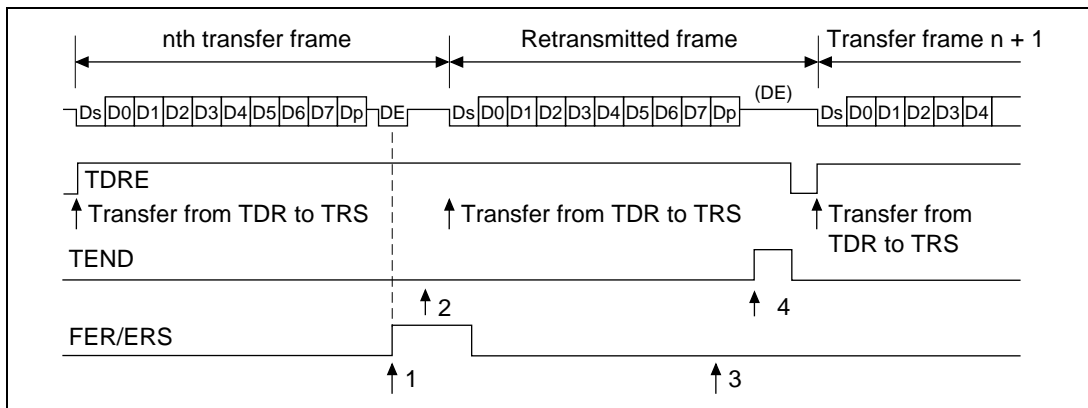 nth transfer frame Retransmitted frame Transfer frame n + 1
Ds D0 D1 D2 D3 D4 D5 D6 D7 Dp DE Ds D0 D1 D2 D3 D4 D5 D6 D7 Dp (DE) Ds D0 D1 D2 D3 D4
TDRE
Transfer from TDR to TRS Transfer from TDR to TRS Transfer from
TDR to TRS
TEND
2 4
FER/ERS
1 3